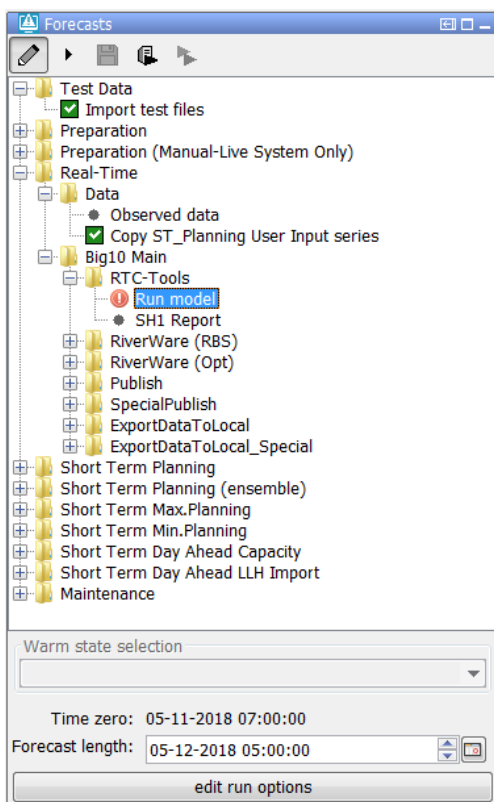 Forecasts
Test Data
Import test files
Preparation
Preparation (Manual-Live System Only)
Real-Time
Data
Observed data
Copy ST_Planning User Input series
Big10 Main
RTC-Tools
Run model
SH1 Report
RiverWare (RBS)
RiverWare (Opt)
Publish
SpecialPublish
ExportDataToLocal
ExportDataToLocal_Special
Short Term Planning
Short Term Planning (ensemble)
Short Term Max.Planning
Short Term Min.Planning
Short Term Day Ahead Capacity
Short Term Day Ahead LLH Import
Maintenance
Warm state selection
Time zero: 05-11-2018 07:00:00
Forecast length: 05-12-2018 05:00:00
edit run options